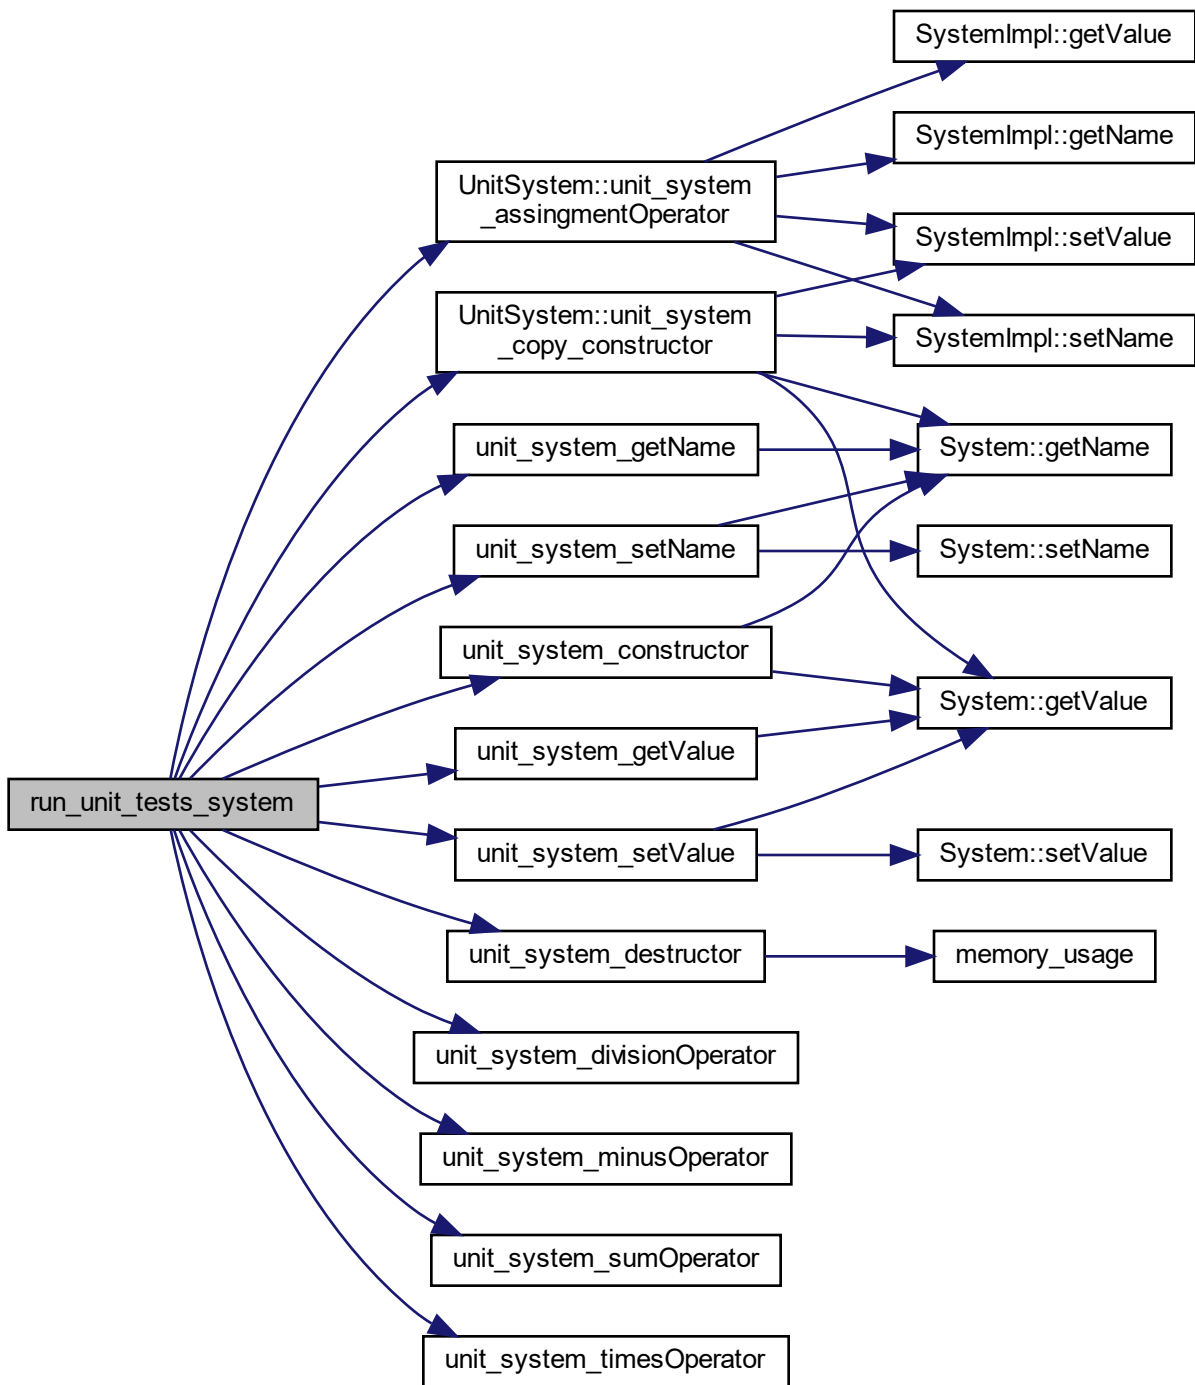 run_unit_tests_system
UnitSystem::unit_system
_assingmentOperator
UnitSystem::unit_system
_copy_constructor
unit_system_getName
unit_system_setName
unit_system_constructor
unit_system_getValue
unit_system_setValue
unit_system_destructor
unit_system_divisionOperator
unit_system_minusOperator
unit_system_sumOperator
unit_system_timesOperator
SystemImpl::getValue
SystemImpl::getName
SystemImpl::setValue
SystemImpl::setName
System::getName
System::setName
System::getValue
System::setValue
memory_usage